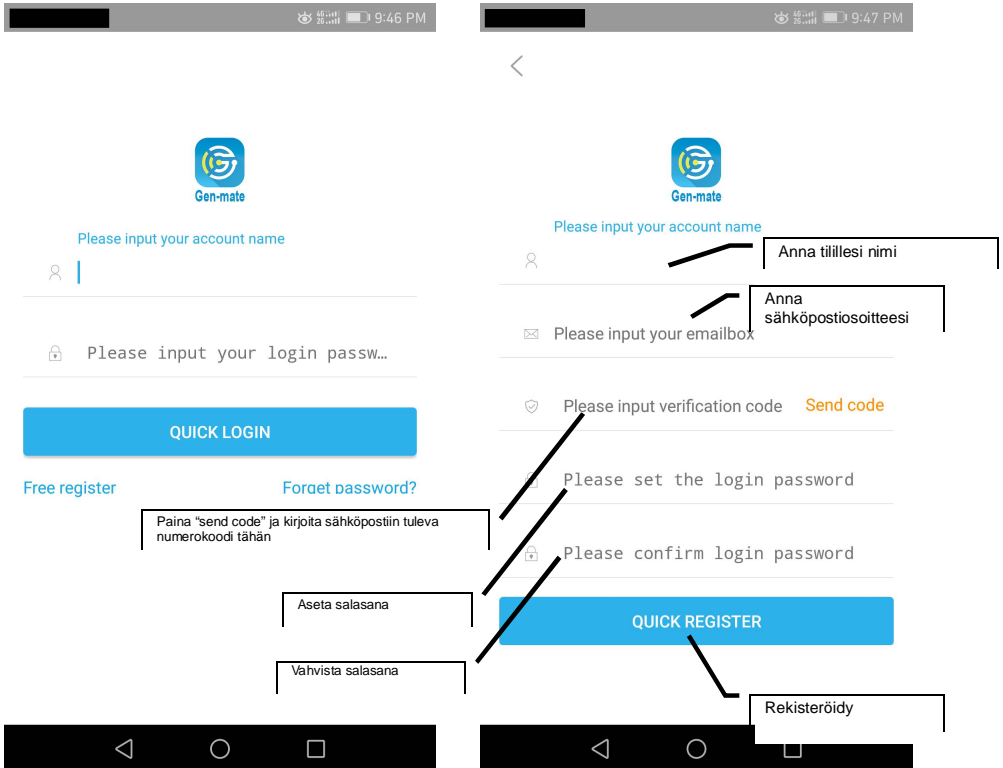 9:46 PM
Gen-mate
Please input your account name
Please input your login passw…
QUICK LOGIN
Free register
Forget password?
9:47 PM
Gen-mate
Please input your account name
Anna tilillesi nimi
Anna
sähköpostiosoitteesi
Please input your emailbox
Please input verification code
Send code
Please set the login password
Paina “send code” ja kirjoita sähköpostiin tuleva
numerokoodi tähän
Please confirm login password
Aseta salasana
QUICK REGISTER
Vahvista salasana
Rekisteröidy